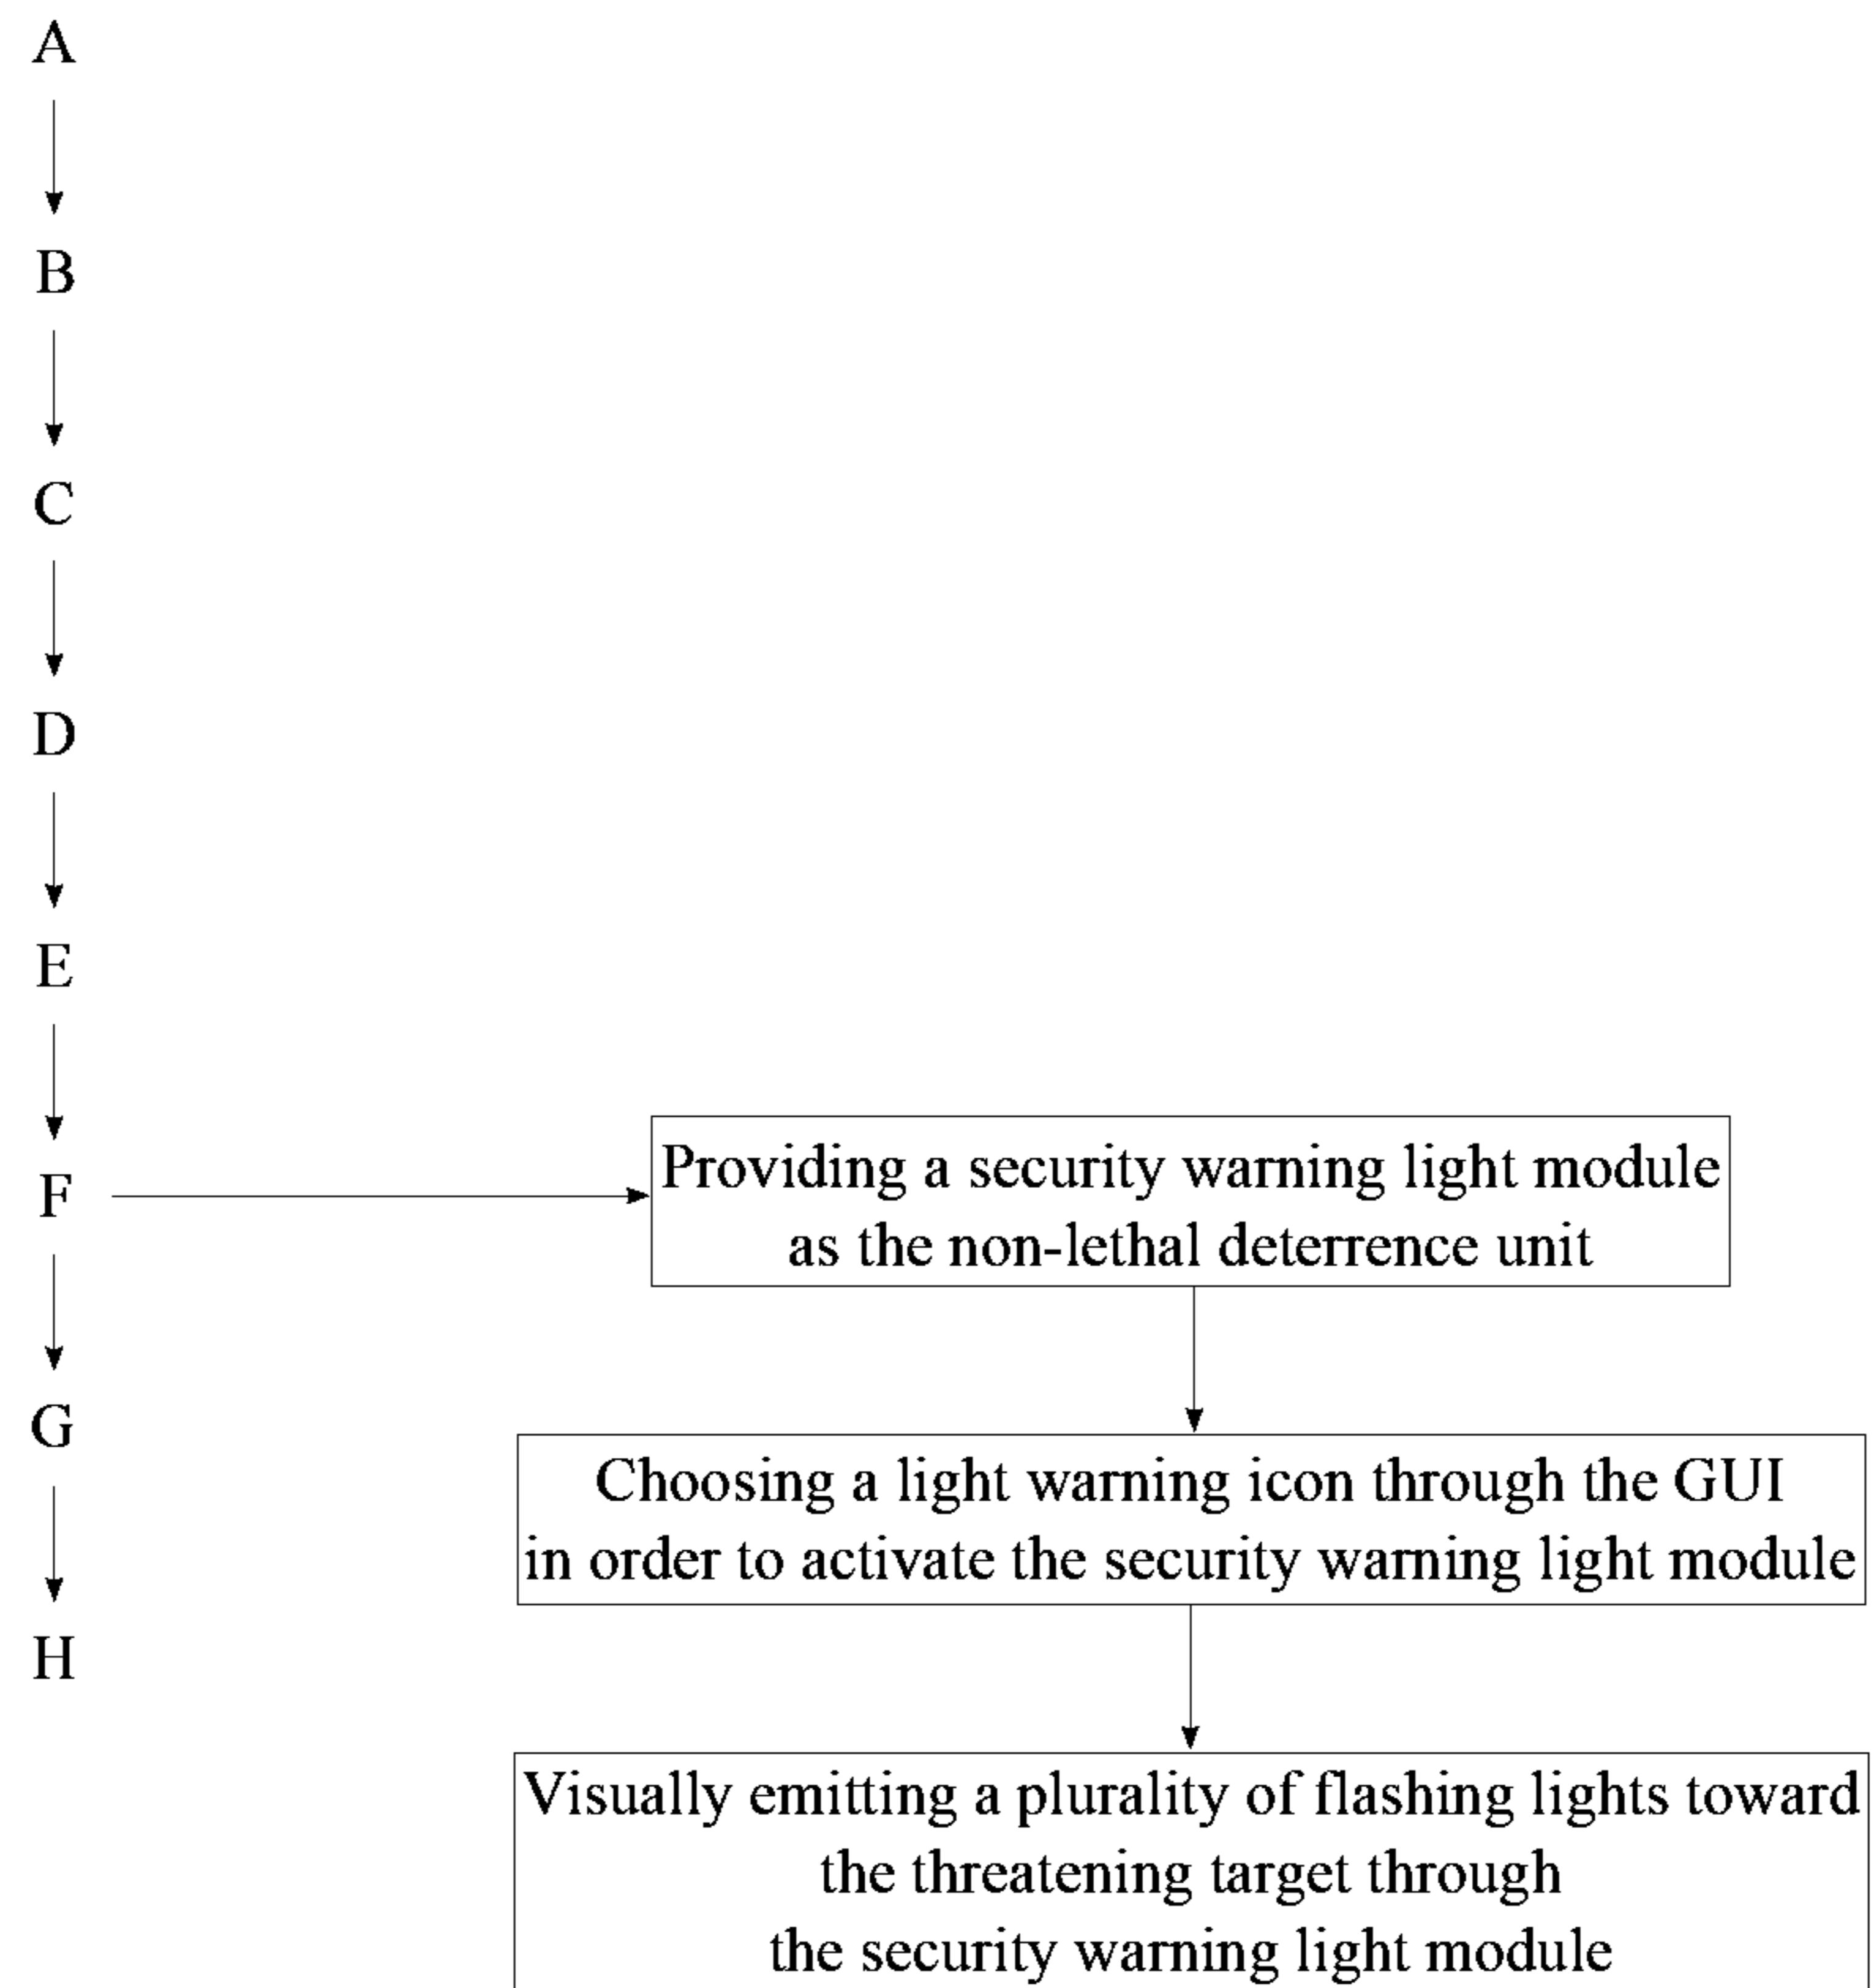 A
B
C
D
E
F
Providing a security warning light module
as the non-lethal deterrence unit
G
Choosing a light warning icon through the GUI
in order to activate the security warning light module
H
Visually emitting a plurality of flashing lights toward
the threatening target through
the security warning light module